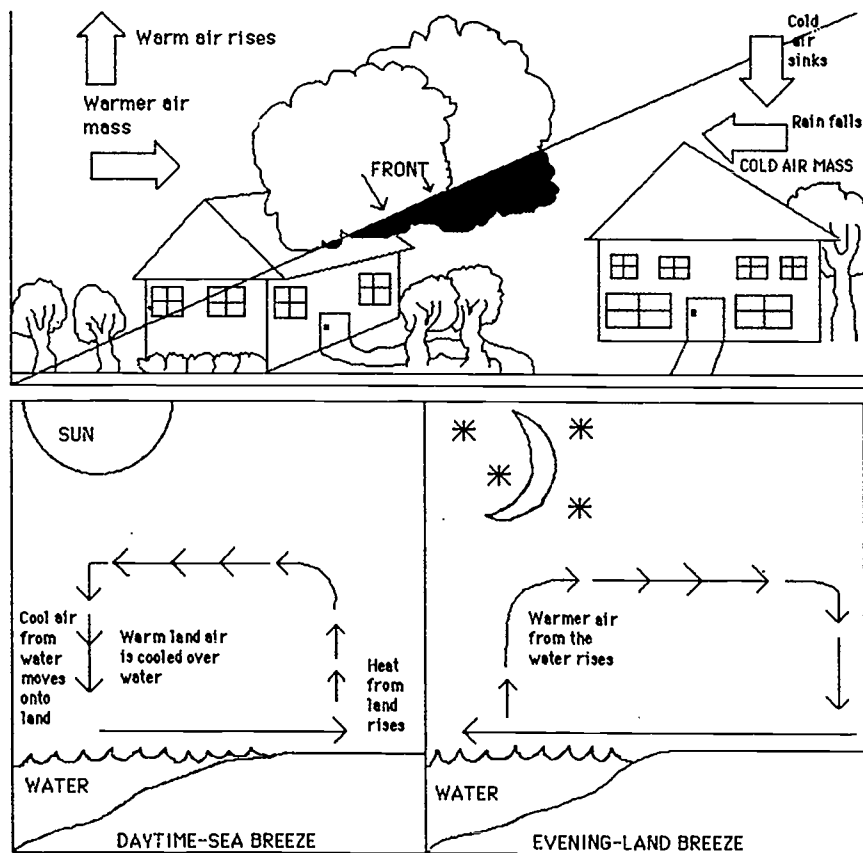 Warm air rises
Warmer air
mass
FRONT
Cold
air
sinks
Rain falls
COLD AIR MASS
SUN
Cool air
from
water
moves
onto
land
Warm land air
is cooled over
water
Heat
from
land
rises
WATER
DAYTIME-SEA BREEZE
Warmer air
from the
water rises
WATER
EVENING-LAND BREEZE